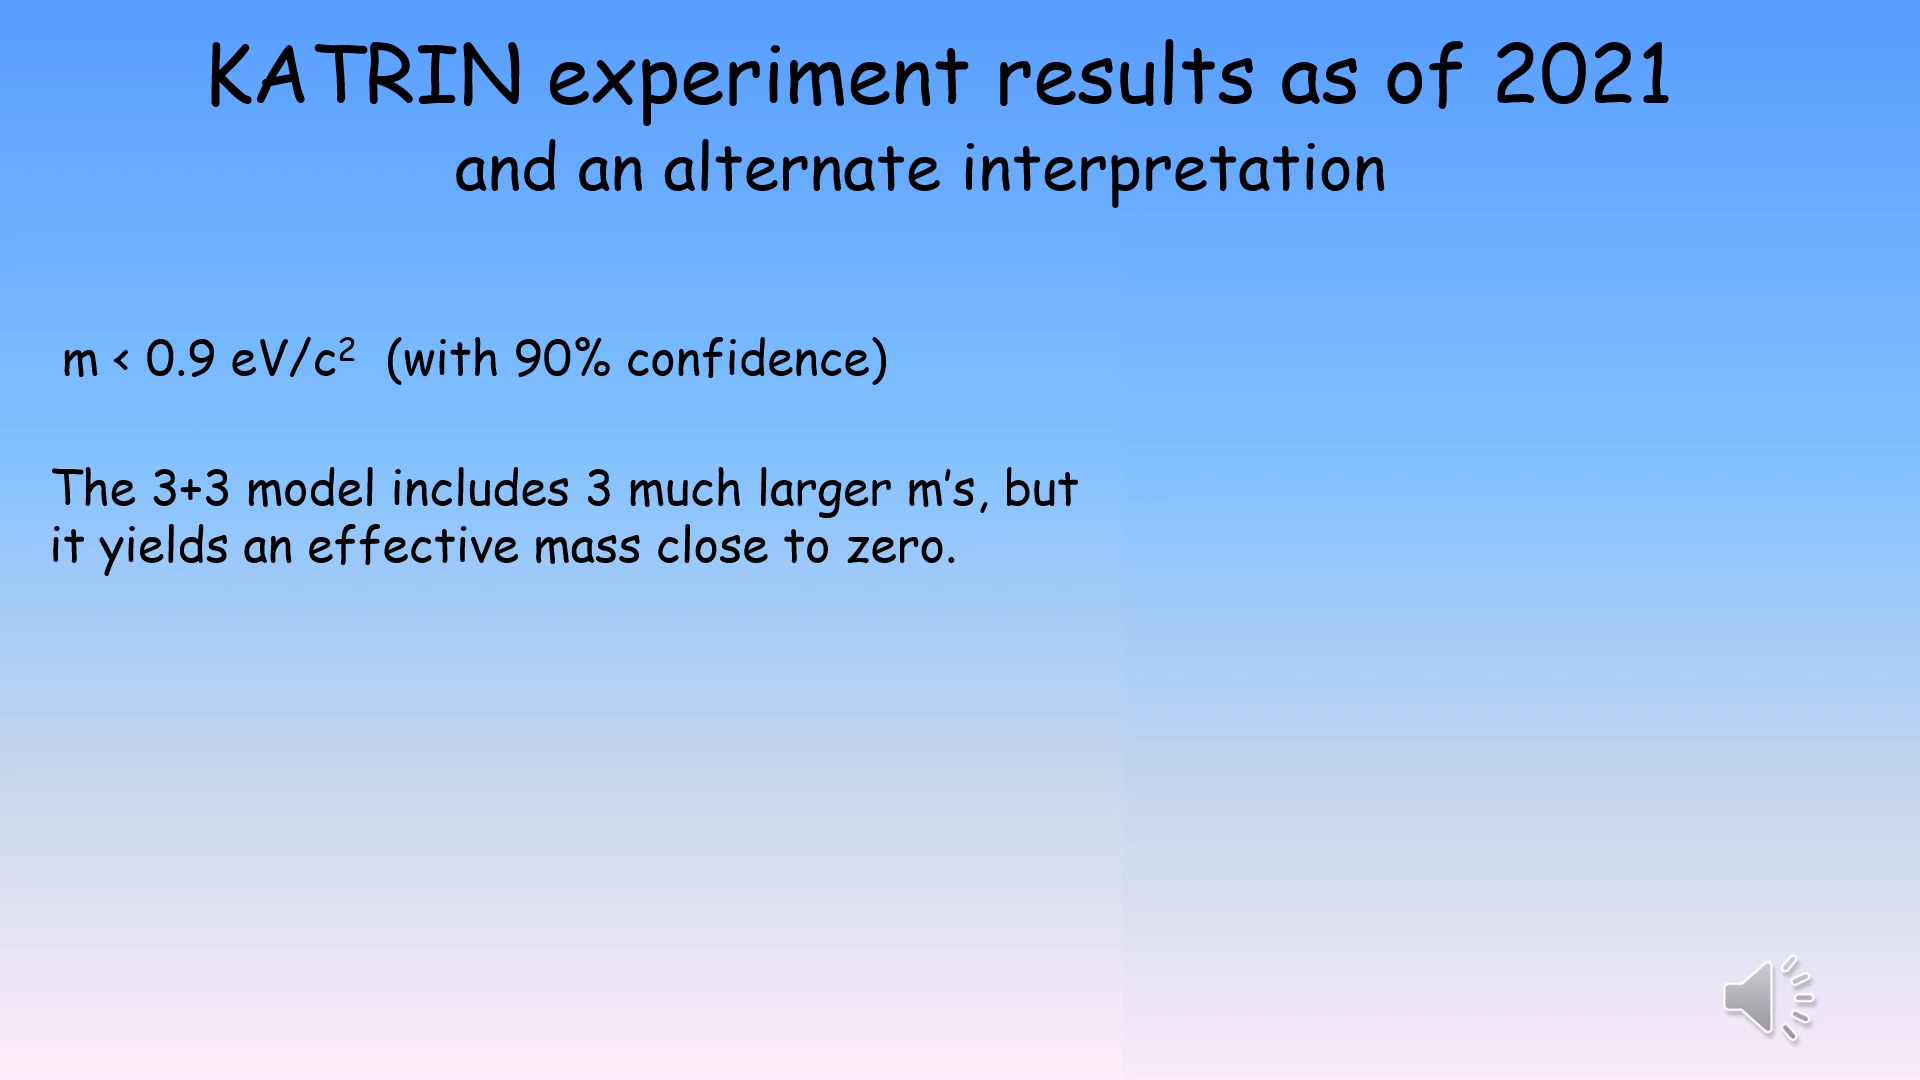 KATRIN experiment results as of 2021
and an alternate interpretation
m < 0.9 eV/c² (with 90% confidence)
The 3+3 model includes 3 much larger m’s, but
it yields an effective mass close to zero.